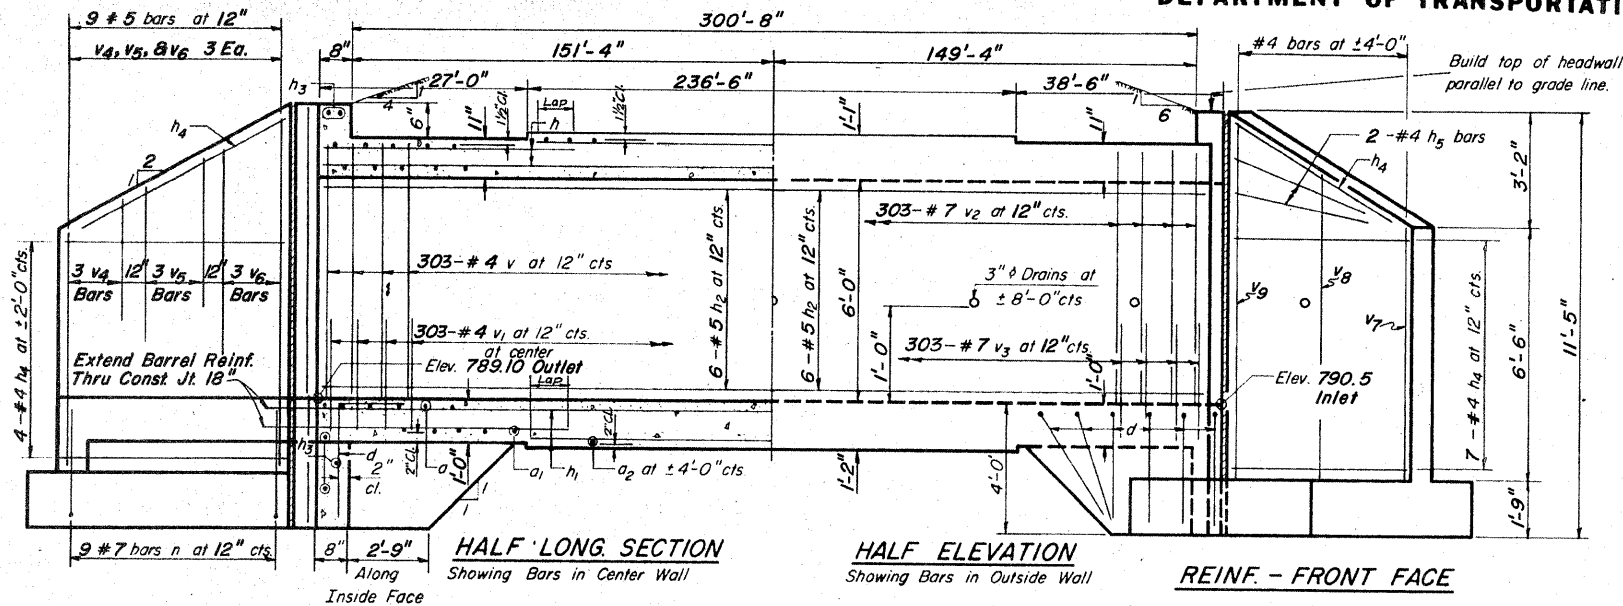 DEPARTMENT OF TRANSPORTATI
9 #5 bars at 12"
v4, v5, & v6 3 Ea.
8"
300'-8"
151'-4"
149'-4"
#4 bars at ±4'-0"
Build top of headwall
parallel to grade line.
h3
27'-0"
236'-6"
38'-6"
1
4
6"
11"
1½"Cl.
Lap
h
1½"Cl.
1'-1"
11"
1
6
h4
2
1
2 -#4 h5 bars
h4
3'-2"
303-#7 v2 at 12" cts.
4-#4 h4 at ±2'-0" cts.
3 v4
Bars
12"
3 v5
Bars
12"
3 v6
Bars
303-#4 v at 12" cts
6-#5 h2 at 12" cts.
6-#5 h2 at 12" cts.
6'-0"
3"ϕ Drains at
±8'-0"cts
1'-0"
v9
v8
v7
7-#4 h4 at 12" cts.
6'-6"
11'-5"
303-#4 v1 at 12" cts.
at center
303-#7 v3 at 12"cts.
1'-0"
Extend Barrel Reinf.
Thru Const. Jt. 18"
Elev. 789.10 Outlet
Lap
Elev. 790.5
Inlet
h3
d
2"
cl.
2"Cl.
a
1'-0"
a1
h1
2"cl.
a2 at ±4'-0"cts.
1'-2"
4'-0"
d
1
1
1'-9"
9 #7 bars n at 12" cts.
8"
2'-9"
Along
Inside Face
HALF LONG. SECTION
Showing Bars in Center Wall
HALF ELEVATION
Showing Bars in Outside Wall
REINF. - FRONT FACE